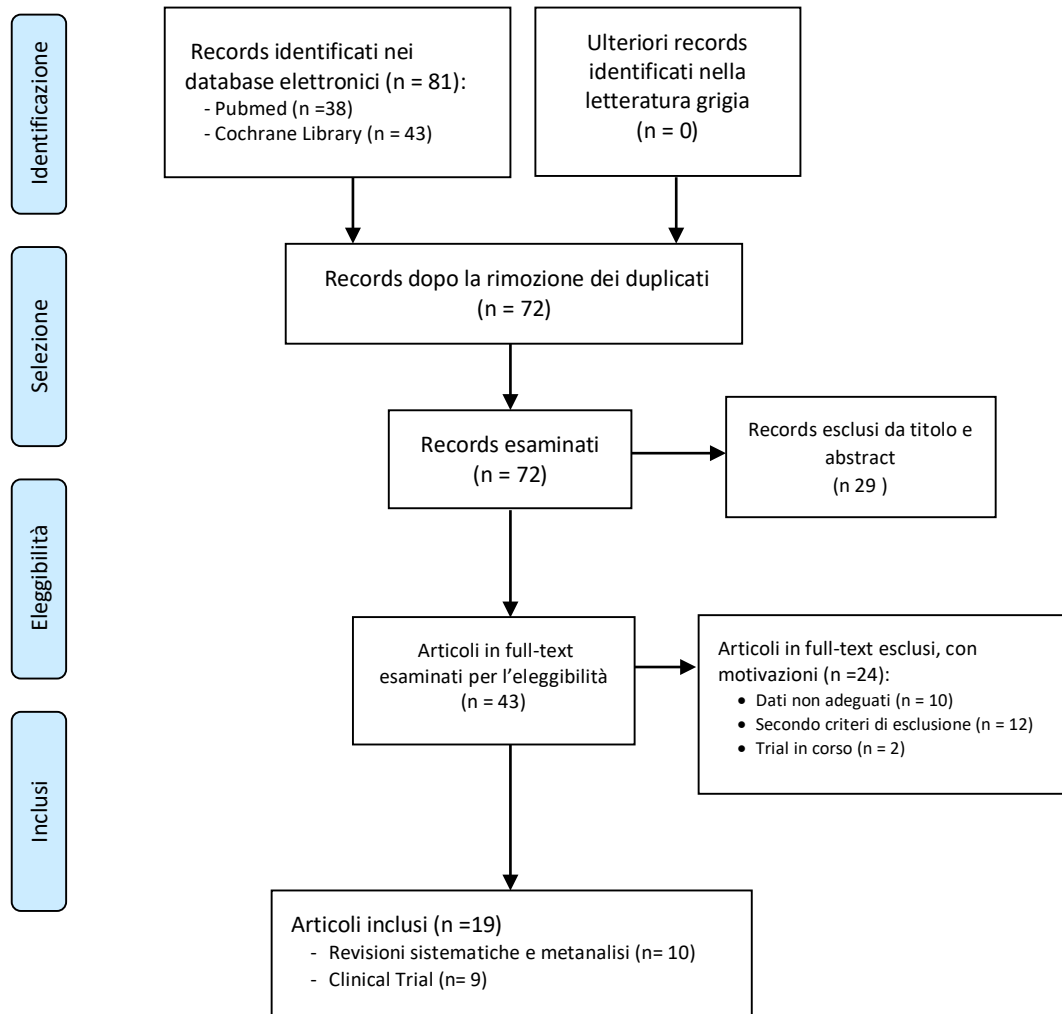 Identificazione
Records identificati nei
database elettronici (n = 81):
- Pubmed (n =38)
- Cochrane Library (n = 43)
Ulteriori records
identificati nella
letteratura grigia
(n = 0)
Selezione
Records dopo la rimozione dei duplicati
(n = 72)
Records esaminati
(n = 72)
Records esclusi da titolo e
abstract
(n 29 )
Eleggibilità
Articoli in full-text
esaminati per l'eleggibilità
(n = 43)
Articoli in full-text esclusi, con
motivazioni (n =24):
• Dati non adeguati (n = 10)
• Secondo criteri di esclusione (n = 12)
• Trial in corso (n = 2)
Inclusi
Articoli inclusi (n =19)
- Revisioni sistematiche e metanalisi (n= 10)
- Clinical Trial (n= 9)